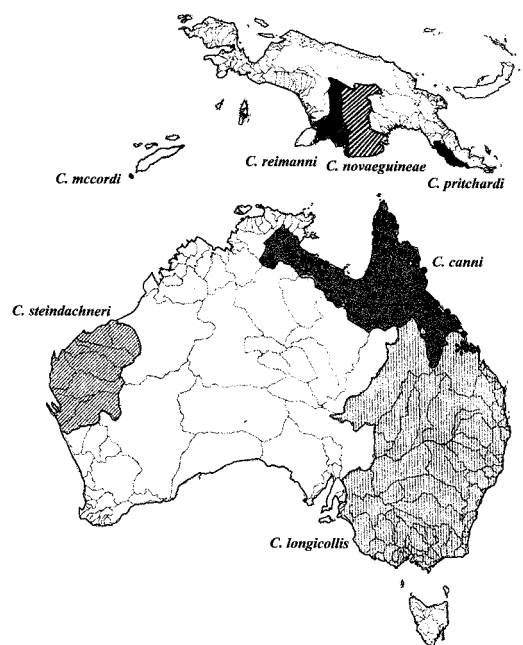 C. reimanni
C. novaeguineae
C. mccordi
C. pritchardi
C. canni
C. steindachneri
C. longicollis